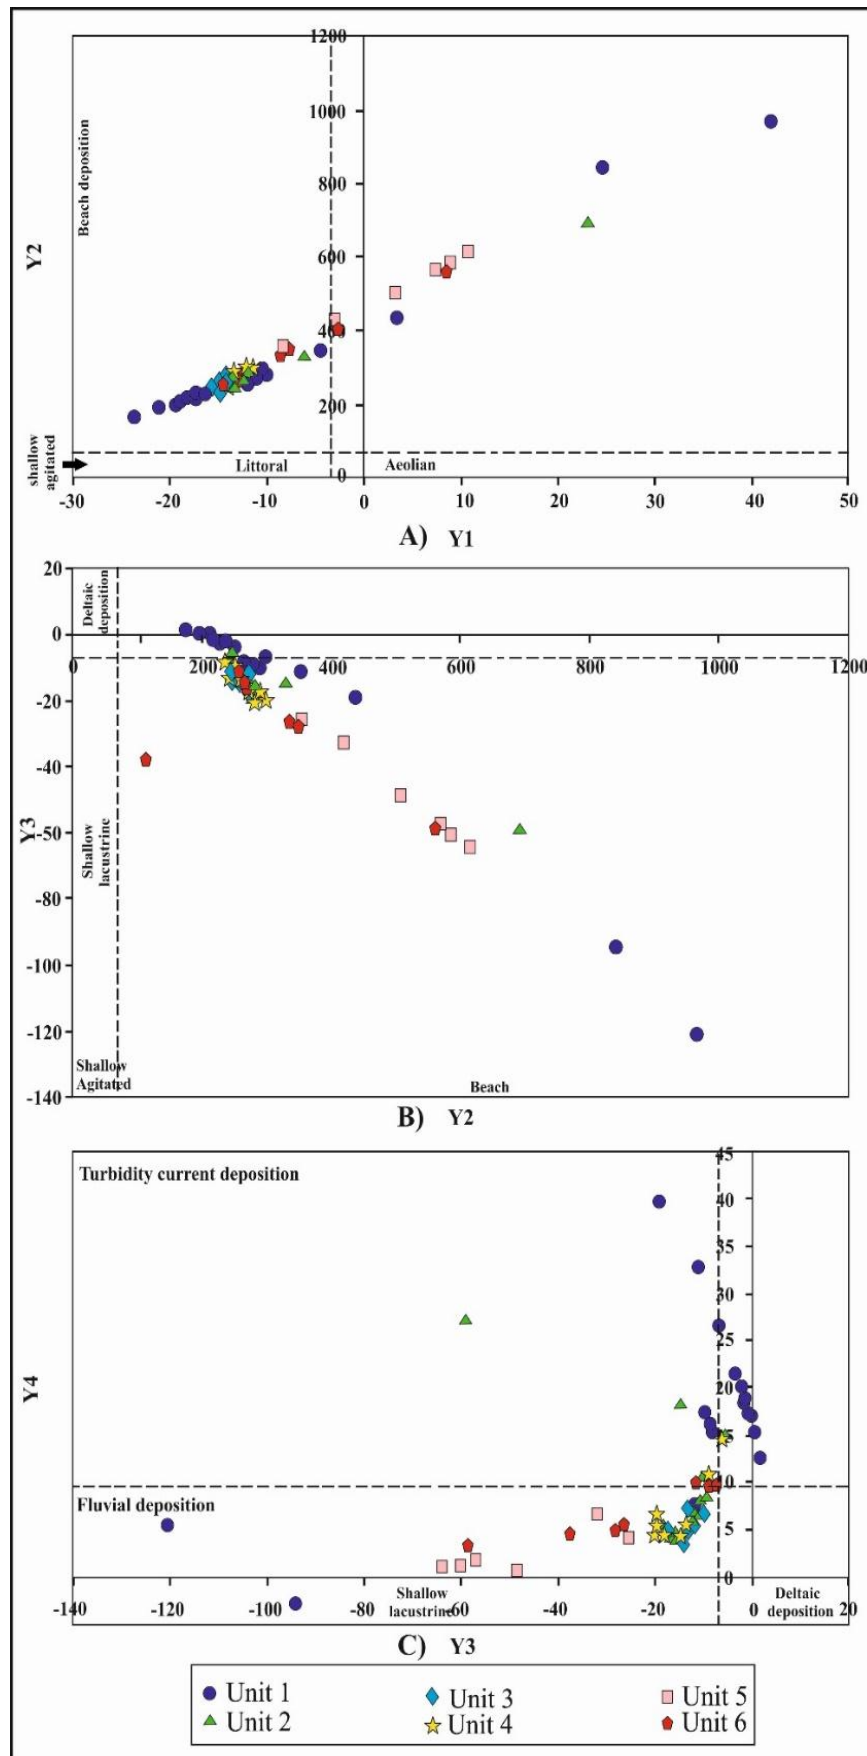 1200
1000
800
600
400
200
0
Y2
Beach deposition
shallow
agitated
Littoral
Aeolian
-30
-20
-10
0
10
20
30
40
50
A) Y1
20
0
-20
-40
-60
-80
-100
-120
-140
Y3
Deltaic
deposition
0
200
400
600
800
1000
1200
Shallow
lacustrine
Shallow
Agitated
Beach
B) Y2
Turbidity current deposition
45
40
35
30
25
20
15
10
5
0
Y4
Fluvial deposition
-140
-120
-100
-80
-60
-40
-20
0
20
Shallow
lacustrine
Deltaic
deposition
C) Y3
Unit 1
Unit 3
Unit 5
Unit 2
Unit 4
Unit 6